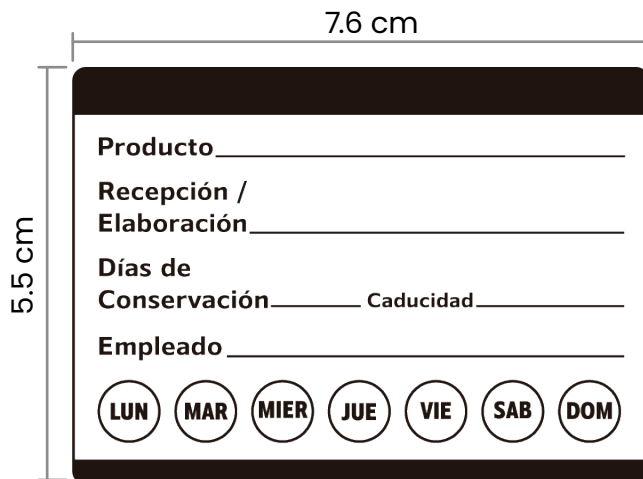 7.6 cm
5.5 cm
Producto
Recepción /
Elaboración
Días de
Conservación Caducidad
Empleado
LUN MAR MIER JUE VIE SAB DOM